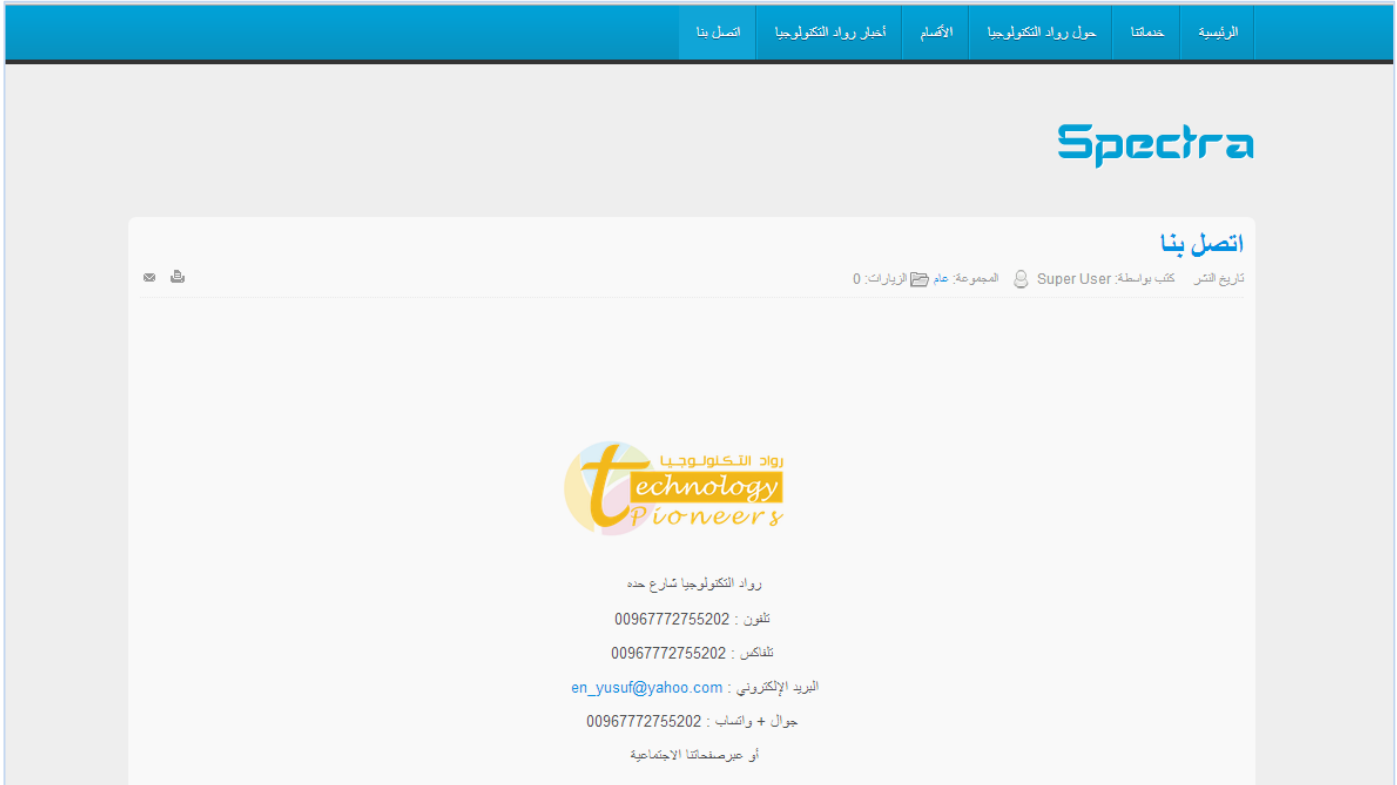 الرئيسية خدماتنا حول رواد التكنولوجيا الأقسام أخبار رواد التكنولوجيا اتصل بنا
Spectra
اتصل بنا
تاريخ النشر كتب بواسطة: Super User المجموعة: عام الزيارات: 0
رواد التكنولوجيا
technology
Pioneers
رواد التكنولوجيا شارع حده
تلفون : 00967772755202
تلفاكس : 00967772755202
البريد الإلكتروني : en_yusuf@yahoo.com
جوال + واتساب : 00967772755202
أو عبرصفحاتنا الاجتماعية